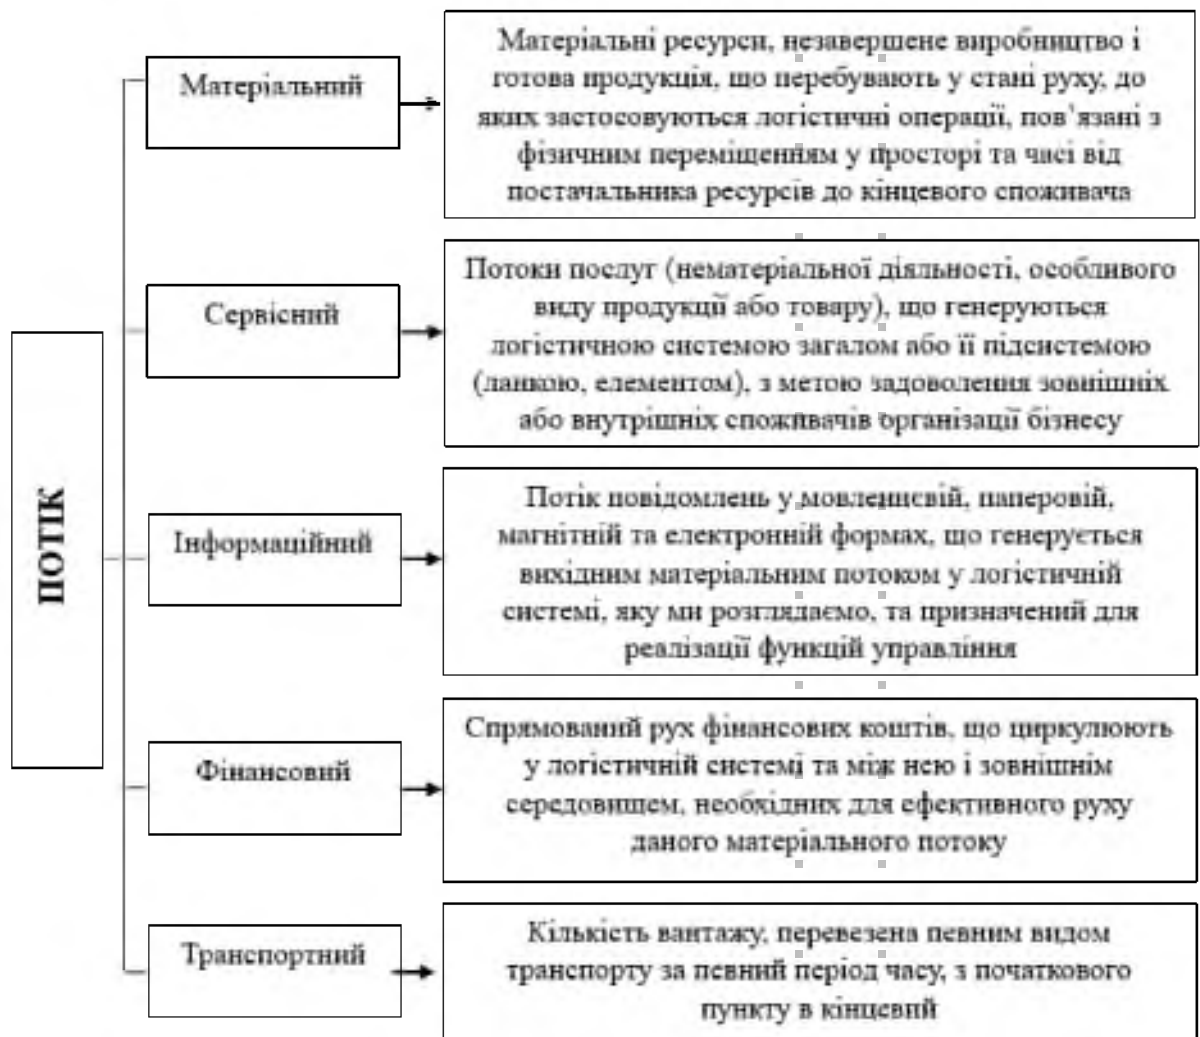 ПОТІК
Матеріальний
Матеріальні ресурси, незавершене виробництво і
готова продукція, що перебувають у стані руху, до
яких застосовуються логістичні операції, пов’язані з
фізичним переміщенням у просторі та часі від
постачальника ресурсів до кінцевого споживача
Сервісний
Потоки послуг (нематеріальної діяльності, особливого
виду продукції або товару), що генеруються
логістичною системою загалом або її підсистемою
(ланкою, елементом), з метою задоволення зовнішніх
або внутрішніх споживачів організації бізнесу
Інформаційний
Потік повідомлень у мовленнєвій, паперовій,
магнітній та електронній формах, що генерується
вихідним матеріальним потоком у логістичній
системі, яку ми розглядаємо, та призначений для
реалізації функцій управління
Фінансовий
Спрямований рух фінансових коштів, що циркулюють
у логістичній системі та між нею і зовнішнім
середовищем, необхідних для ефективного руху
даного матеріального потоку
Транспортний
Кількість вантажу, перевезена певним видом
транспорту за певний період часу, з початкового
пункту в кінцевий